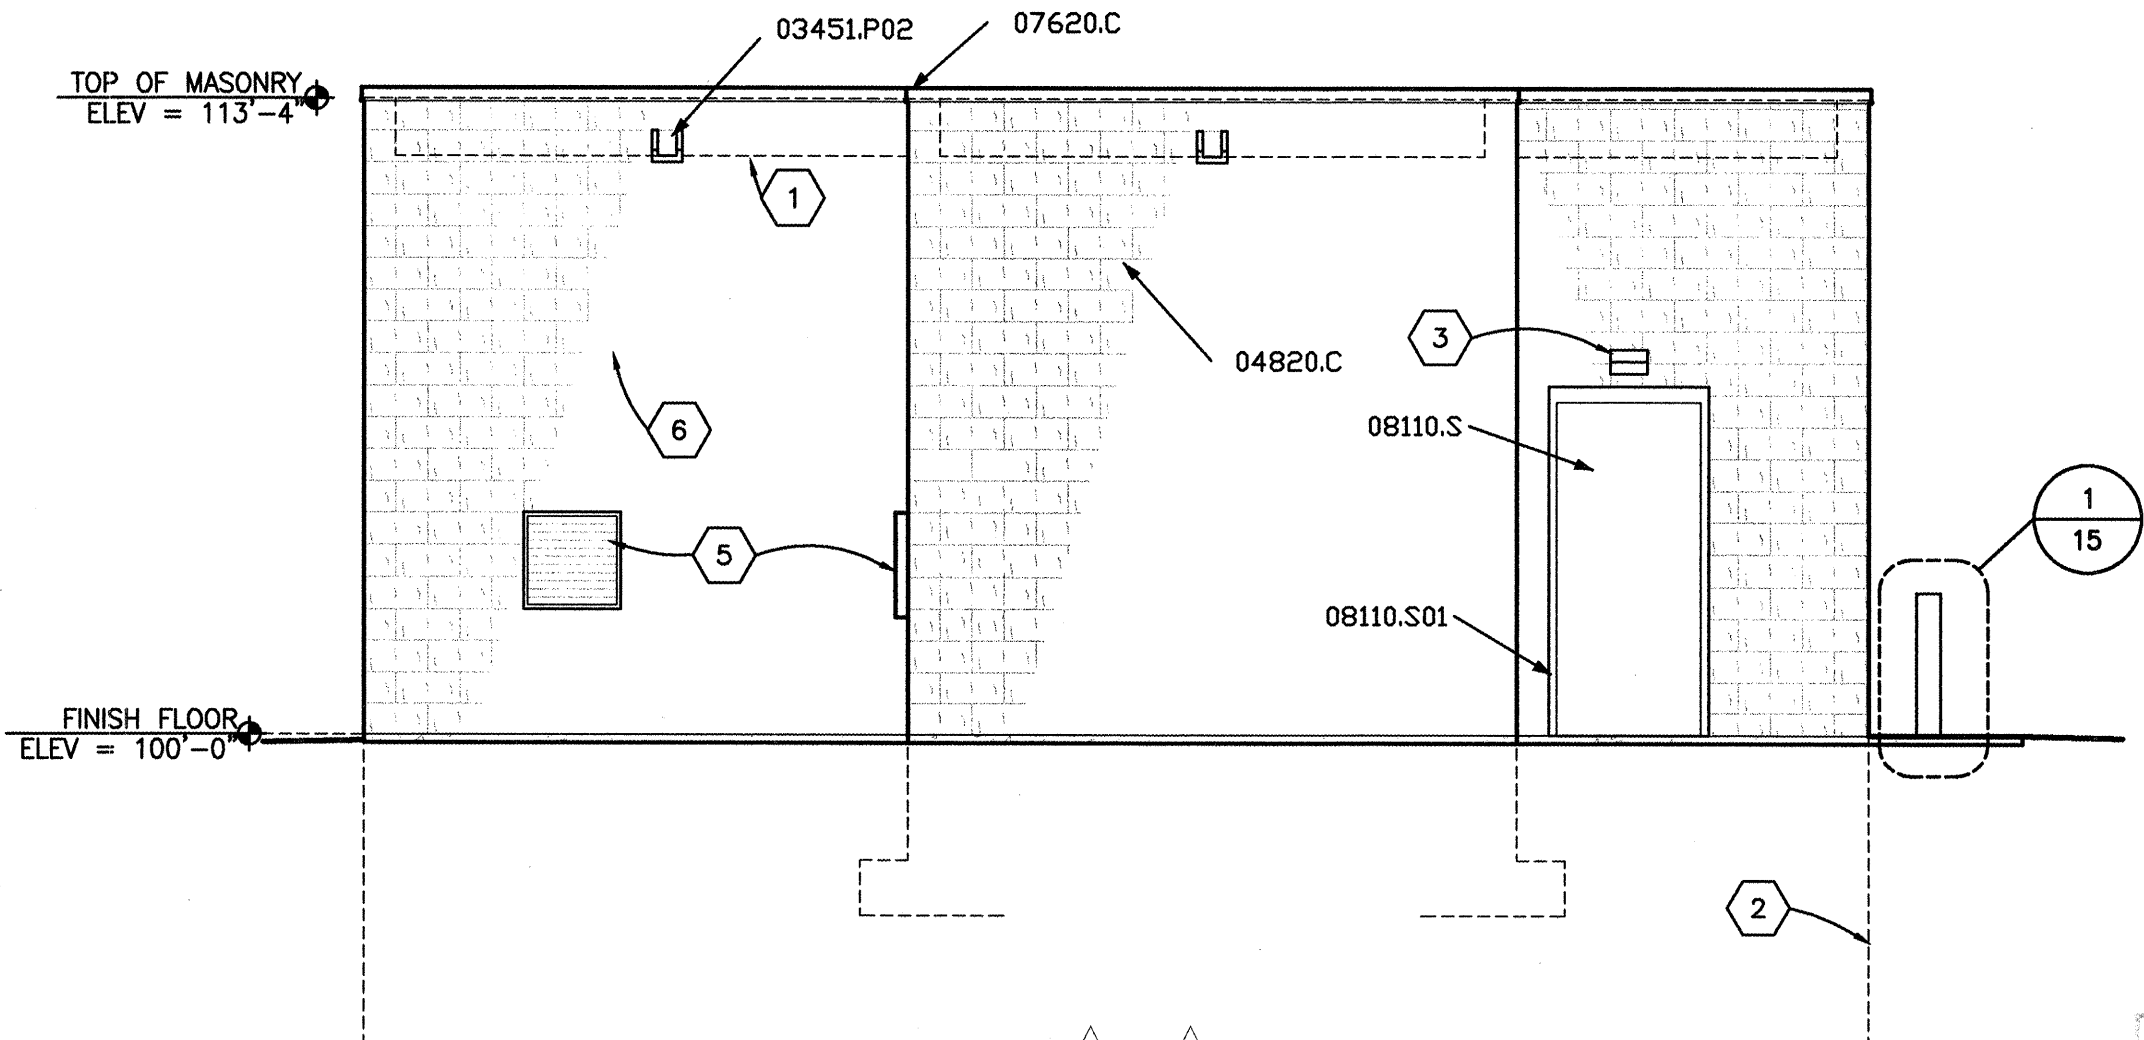 03451.P02
07620.C
TOP OF MASONRY
ELEV = 113'-4"
1
04820.C
3
6
08110.S
1
15
5
08110.S01
FINISH FLOOR
ELEV = 100'-0"
2